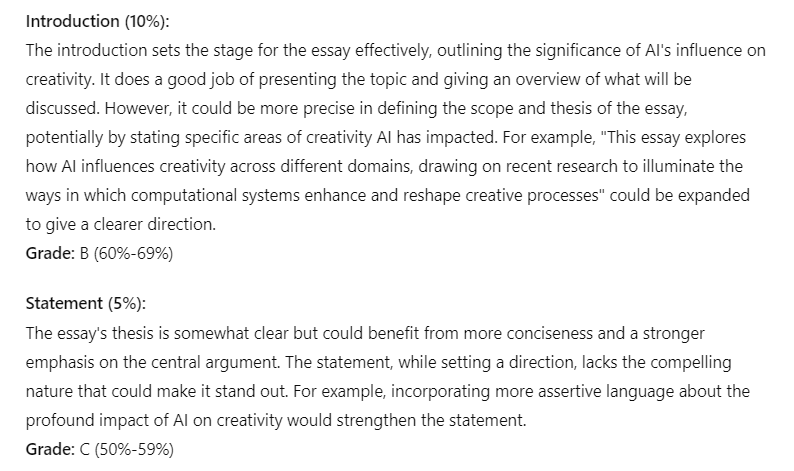 Introduction (10%):
The introduction sets the stage for the essay effectively, outlining the significance of AI's influence on
creativity. It does a good job of presenting the topic and giving an overview of what will be
discussed. However, it could be more precise in defining the scope and thesis of the essay,
potentially by stating specific areas of creativity AI has impacted. For example, "This essay explores
how AI influences creativity across different domains, drawing on recent research to illuminate the
ways in which computational systems enhance and reshape creative processes" could be expanded
to give a clearer direction.
Grade: B (60%-69%)
Statement (5%):
The essay's thesis is somewhat clear but could benefit from more conciseness and a stronger
emphasis on the central argument. The statement, while setting a direction, lacks the compelling
nature that could make it stand out. For example, incorporating more assertive language about the
profound impact of AI on creativity would strengthen the statement.
Grade: C (50%-59%)